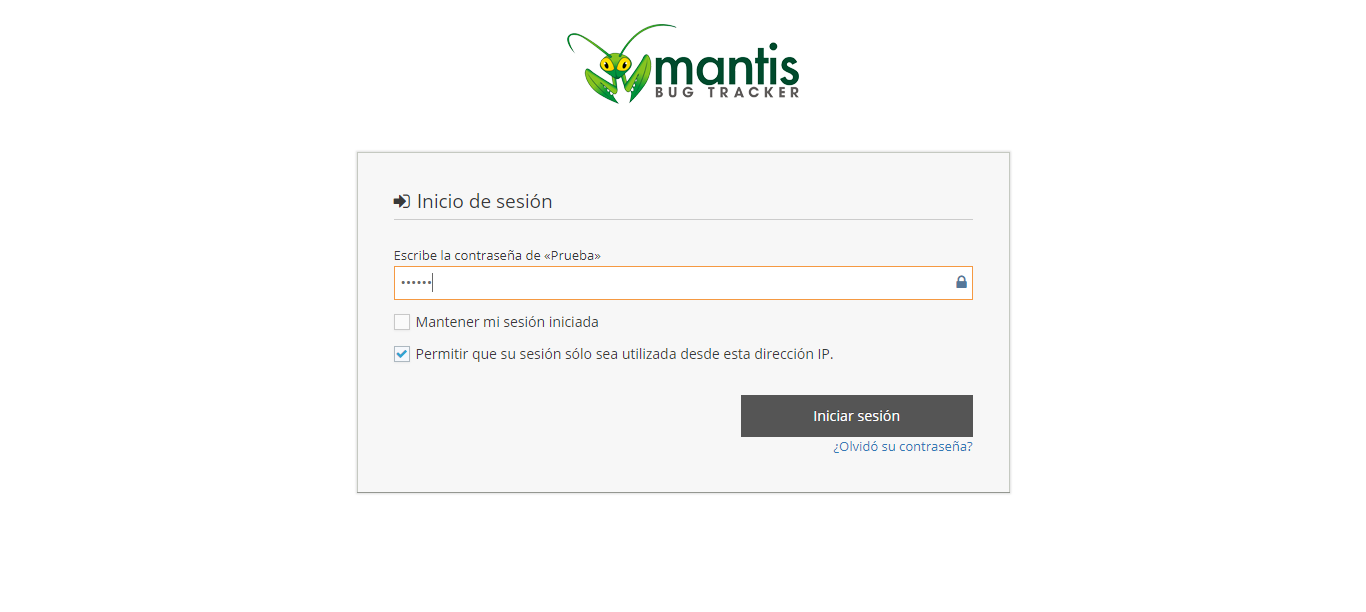 mantis
BUG TRACKER
Inicio de sesión
Escribe la contraseña de «Prueba»
••••••
Mantener mi sesión iniciada
Permitir que su sesión sólo sea utilizada desde esta dirección IP.
Iniciar sesión
¿Olvidó su contraseña?